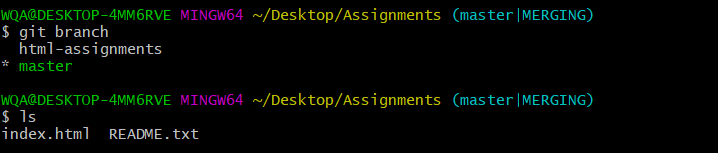 WQA@DESKTOP-4MM6RVE MINGW64 ~/Desktop/Assignments (master|MERGING)
$ git branch
  html-assignments
* master
WQA@DESKTOP-4MM6RVE MINGW64 ~/Desktop/Assignments (master|MERGING)
$ ls
index.html  README.txt